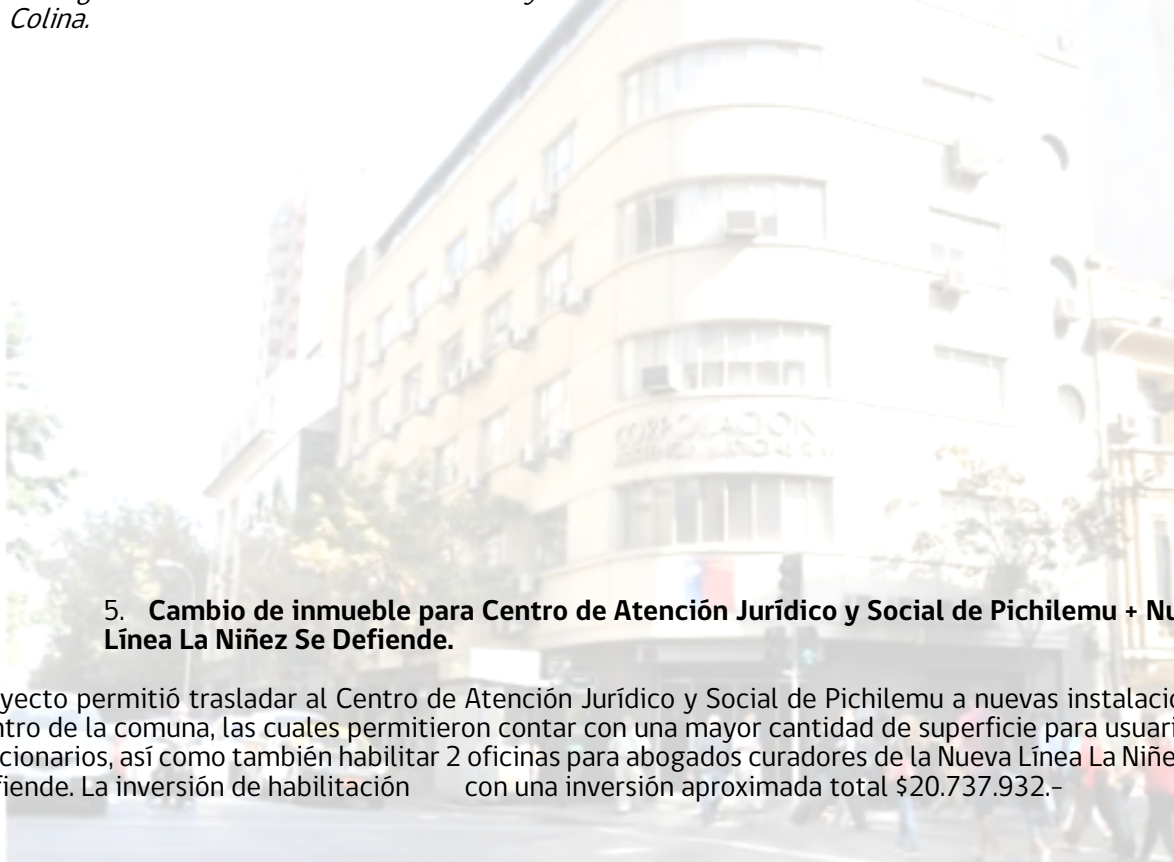 Colina.
CORPORACION
5. Cambio de inmueble para Centro de Atención Jurídico y Social de Pichilemu + Nu
Línea La Niñez Se Defiende.
yecto permitió trasladar al Centro de Atención Jurídico y Social de Pichilemu a nuevas instalacio
ntro de la comuna, las cuales permitieron contar con una mayor cantidad de superficie para usuari
cionarios, así como también habilitar 2 oficinas para abogados curadores de la Nueva Línea La Niñe
fiende. La inversión de habilitación con una inversión aproximada total $20.737.932.-